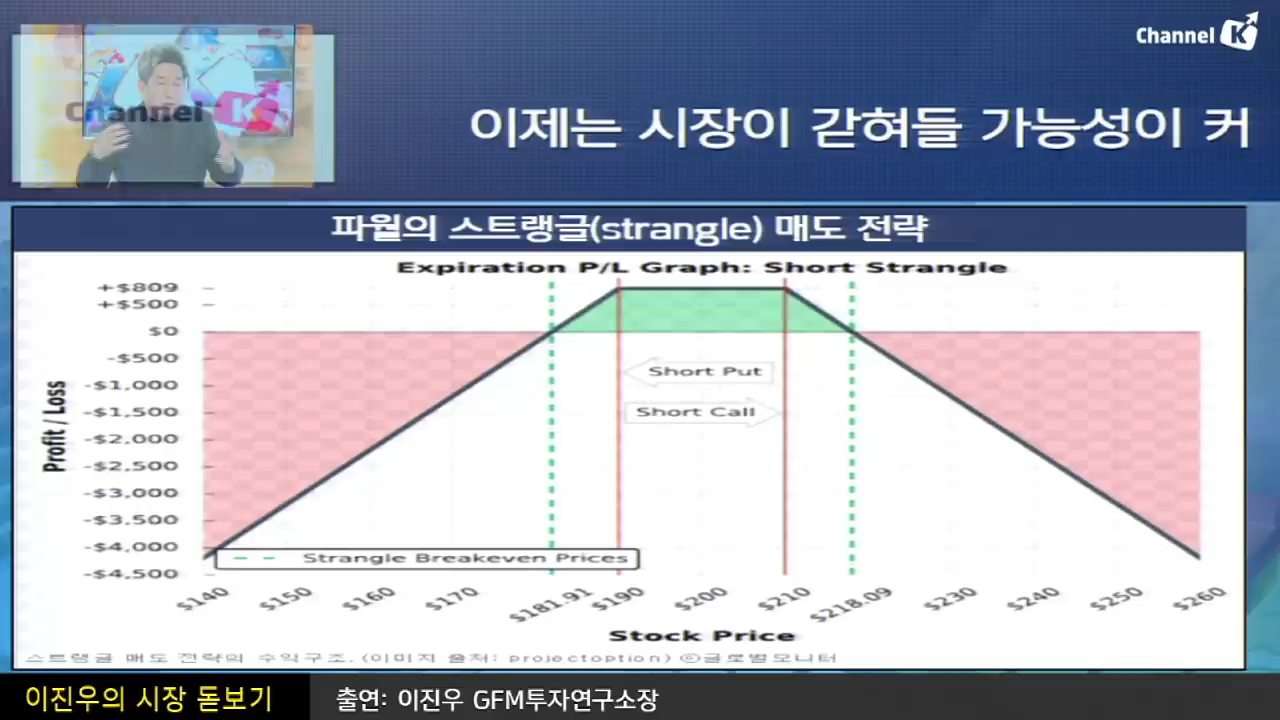 Channel K
Channel K
이제는 시장이 갇혀들 가능성이 커
파월의 스트랭글(strangle) 매도 전략
Expiration P/L Graph: Short Strangle
+$809
+$500
$0
-$500
-$1,000
-$1,500
-$2,000
-$2,500
-$3,000
-$3,500
-$4,000
-$4,500
Profit / Loss
Short Put
Short Call
Strangle Breakeven Prices
$140 $150 $160 $170 $181.91 $190 $200 $210 $218.09 $230 $240 $250 $260
Stock Price
스트랭글 매도 전략의 수익구조. (이미지 출처: projectoption) ⓒ글로벌모니터
이진우의 시장 돋보기
출연: 이진우 GFM투자연구소장